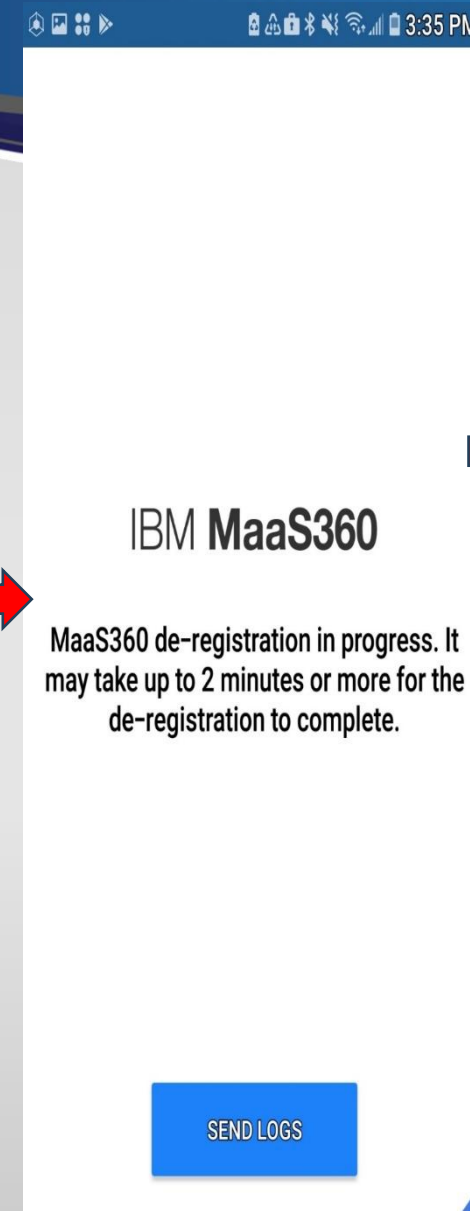 3:35 PM
IBM MaaS360
MaaS360 de-registration in progress. It
may take up to 2 minutes or more for the
de-registration to complete.
SEND LOGS